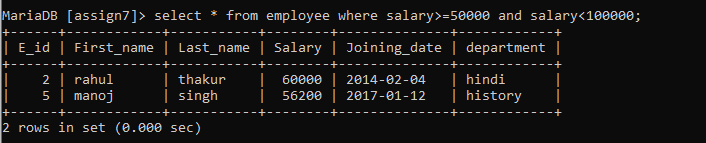 MariaDB [assign7]> select * from employee where salary>=50000 and salary<100000;
+------+------------+-----------+--------+--------------+------------+
| E_id | First_name | Last_name | Salary | Joining_date | department |
+------+------------+-----------+--------+--------------+------------+
|    2 | rahul      | thakur    |  60000 | 2014-02-04   | hindi      |
|    5 | manoj      | singh     |  56200 | 2017-01-12   | history    |
+------+------------+-----------+--------+--------------+------------+
2 rows in set (0.000 sec)